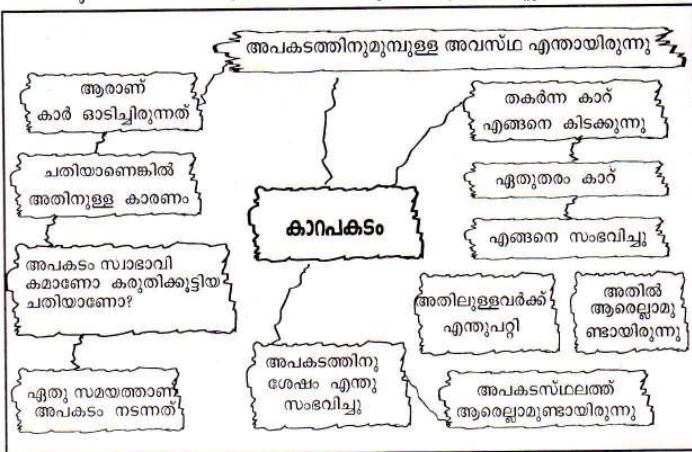 അപകടത്തിനുമുമ്പുള്ള അവസ്ഥ എന്തായിരുന്നു
ആരാണ്
കാർ ഓടിച്ചിരുന്നത്
തകർന്ന കാറ്
എങ്ങനെ കിടക്കുന്നു
ചതിയാണെങ്കിൽ
അതിനുള്ള കാരണം
ഏതുതരം കാറ്
കാറപകടം
എങ്ങനെ സംഭവിച്ചു
അപകടം സ്വാഭാവി
കമാണോ കരുതിക്കൂട്ടിയ
ചതിയാണോ?
അതിലുള്ളവർക്ക്
എന്തുപറ്റി
അതിൽ
ആരെല്ലാമു
ണ്ടായിരുന്നു
അപകടത്തിനു
ശേഷം എന്തു
സംഭവിച്ചു
ഏതു സമയത്താണ്
അപകടം നടന്നത്
അപകടസ്ഥലത്ത്
ആരെല്ലാമുണ്ടായിരുന്നു